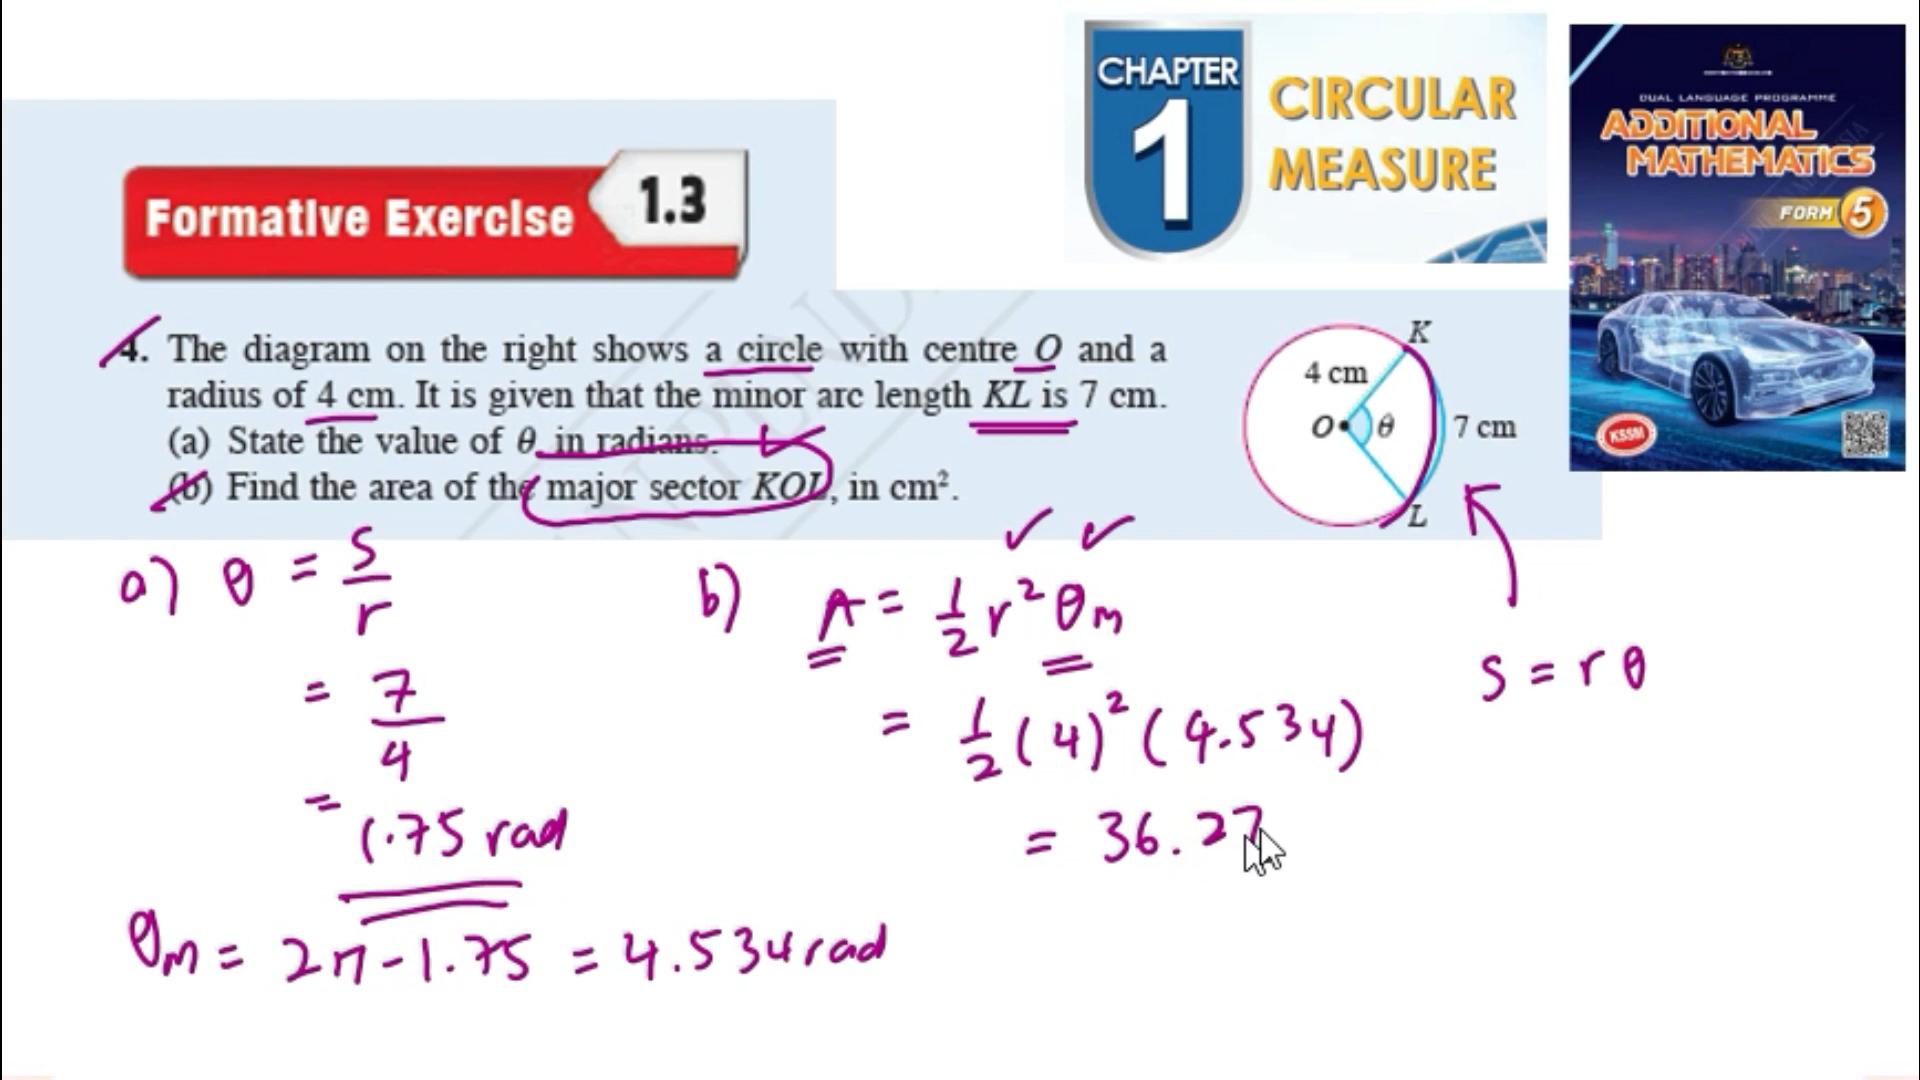 CHAPTER
1
CIRCULAR
MEASURE
DUAL LANGUAGE PROGRAMME
ADDITIONAL
MATHEMATICS
FORM 5
KSSM
Formative Exercise 1.3
4. The diagram on the right shows a circle with centre O and a
radius of 4 cm. It is given that the minor arc length KL is 7 cm.
(a) State the value of θ in radians.
(b) Find the area of the major sector KOL, in cm².
K
4 cm
O θ 7 cm
L
a) θ = s/r
= 7/4
= 1.75 rad
θm = 2π - 1.75 = 4.534 rad
b) A = 1/2 r² θm
= 1/2 (4)² (4.534)
= 36.27
s = r θ